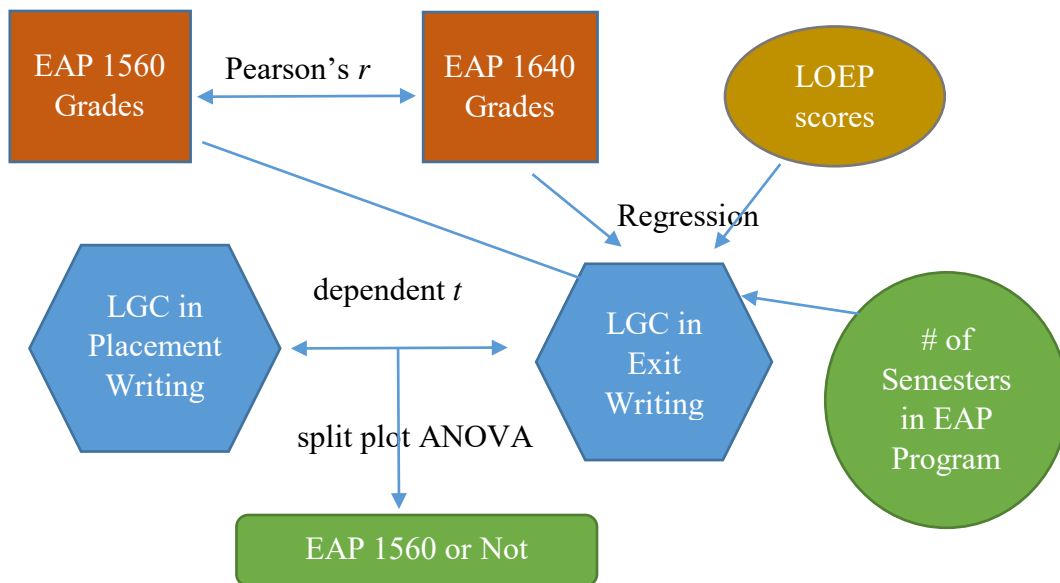 EAP 1560
Grades
Pearson’s r
EAP 1640
Grades
LOEP
scores
Regression
LGC in
Placement
Writing
dependent t
LGC in
Exit
Writing
# of
Semesters
in EAP
Program
split plot ANOVA
EAP 1560 or Not